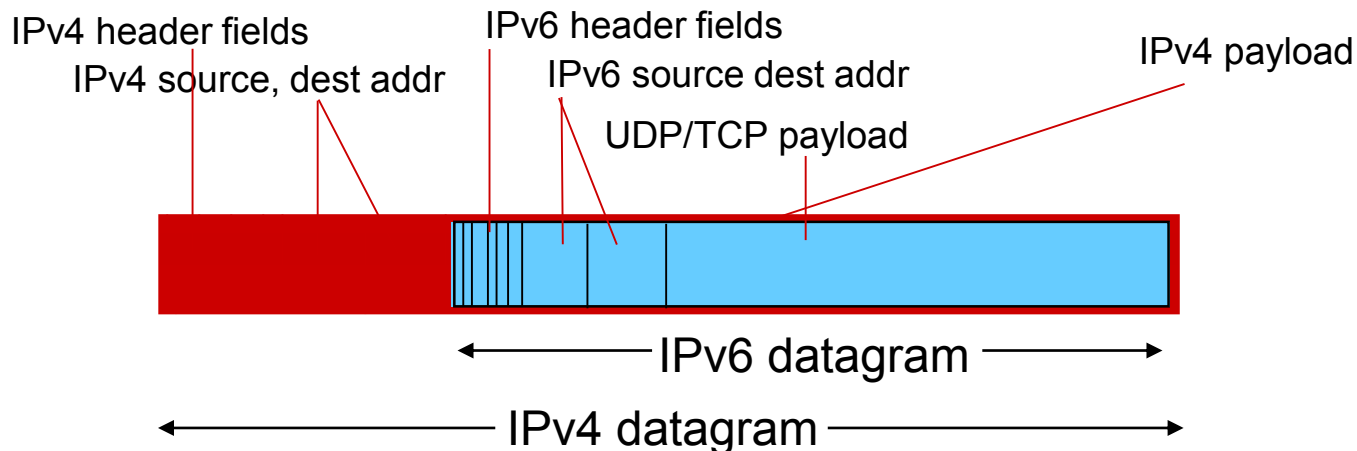 IPv4 header fields
IPv6 header fields
IPv4 payload
IPv4 source, dest addr
IPv6 source dest addr
UDP/TCP payload
IPv6 datagram
IPv4 datagram